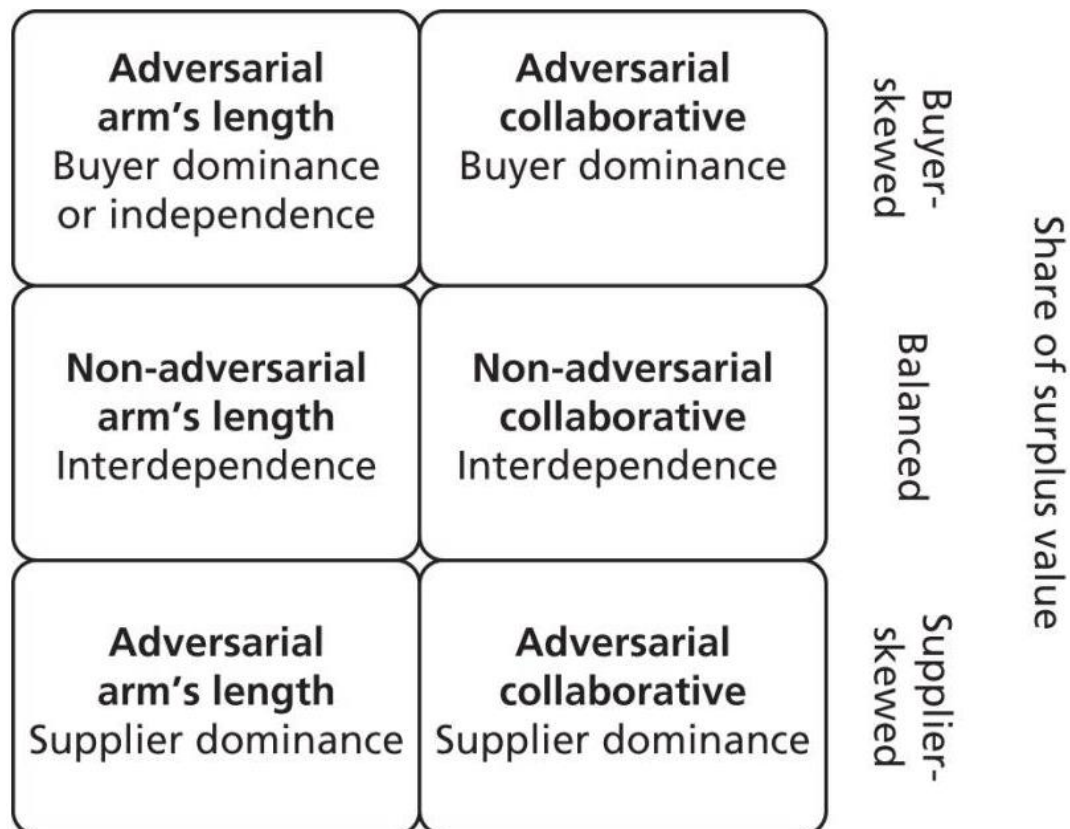 Adversarial
arm's length
Buyer dominance
or independence
Adversarial
collaborative
Buyer dominance
Buyer-
skewed
Non-adversarial
arm's length
Interdependence
Non-adversarial
collaborative
Interdependence
Balanced
Adversarial
arm's length
Supplier dominance
Adversarial
collaborative
Supplier dominance
Supplier-
skewed
Share of surplus value